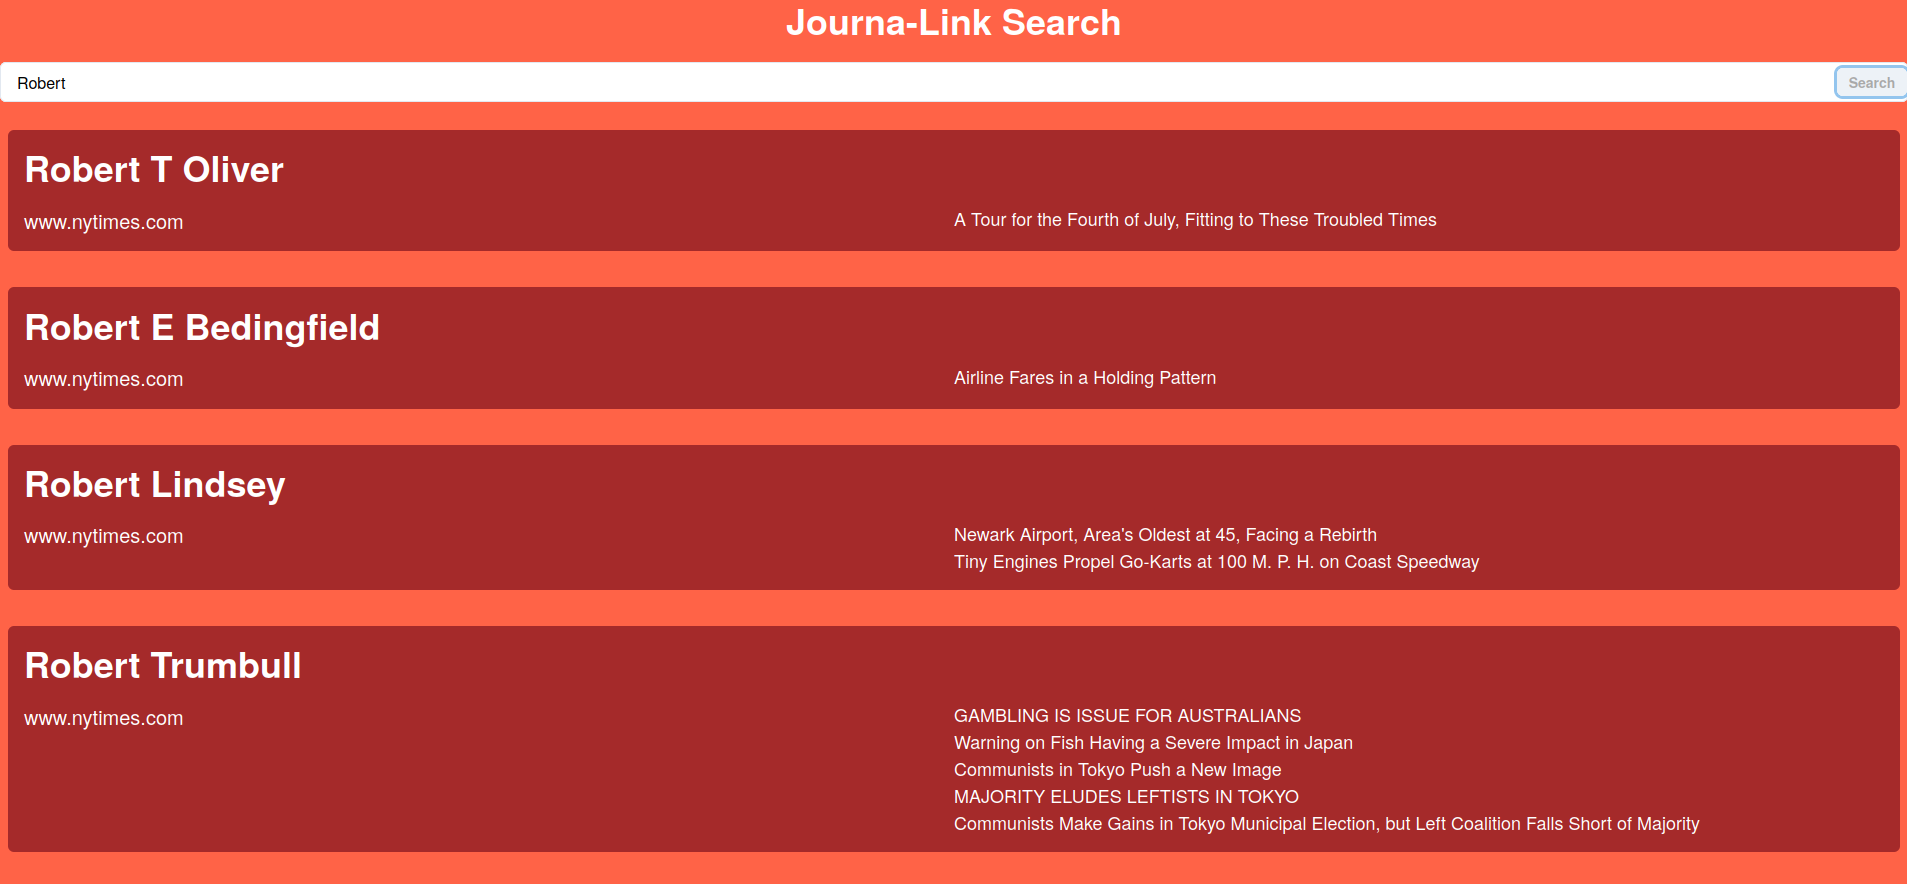 Journa-Link Search
Robert
Search
Robert T Oliver
www.nytimes.com
A Tour for the Fourth of July, Fitting to These Troubled Times
Robert E Bedingfield
www.nytimes.com
Airline Fares in a Holding Pattern
Robert Lindsey
www.nytimes.com
Newark Airport, Area's Oldest at 45, Facing a Rebirth
Tiny Engines Propel Go-Karts at 100 M. P. H. on Coast Speedway
Robert Trumbull
www.nytimes.com
GAMBLING IS ISSUE FOR AUSTRALIANS
Warning on Fish Having a Severe Impact in Japan
Communists in Tokyo Push a New Image
MAJORITY ELUDES LEFTISTS IN TOKYO
Communists Make Gains in Tokyo Municipal Election, but Left Coalition Falls Short of Majority